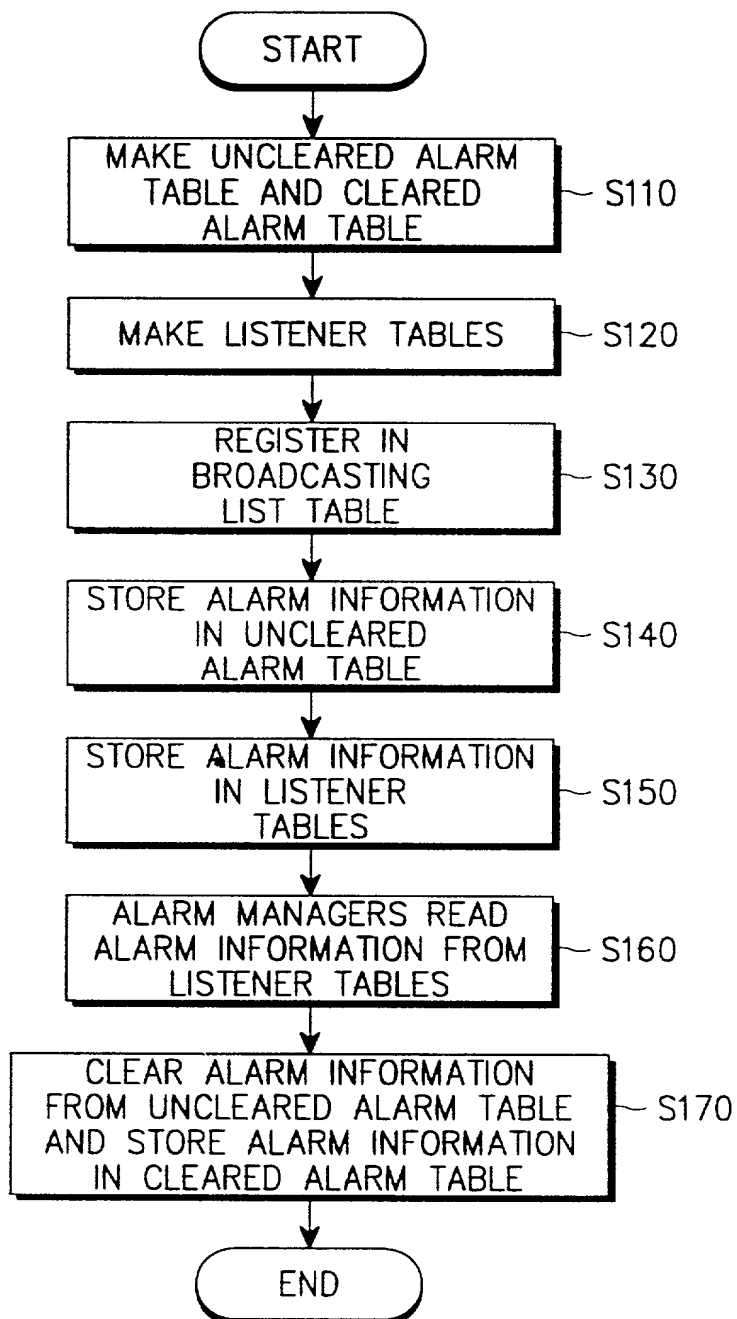 START
MAKE UNCLEARED ALARM
TABLE AND CLEARED
ALARM TABLE
S110
MAKE LISTENER TABLES
S120
REGISTER IN
BROADCASTING
LIST TABLE
S130
STORE ALARM INFORMATION
IN UNCLEARED
ALARM TABLE
S140
STORE ALARM INFORMATION
IN LISTENER
TABLES
S150
ALARM MANAGERS READ
ALARM INFORMATION FROM
LISTENER TABLES
S160
CLEAR ALARM INFORMATION
FROM UNCLEARED ALARM TABLE
AND STORE ALARM INFORMATION
IN CLEARED ALARM TABLE
S170
END